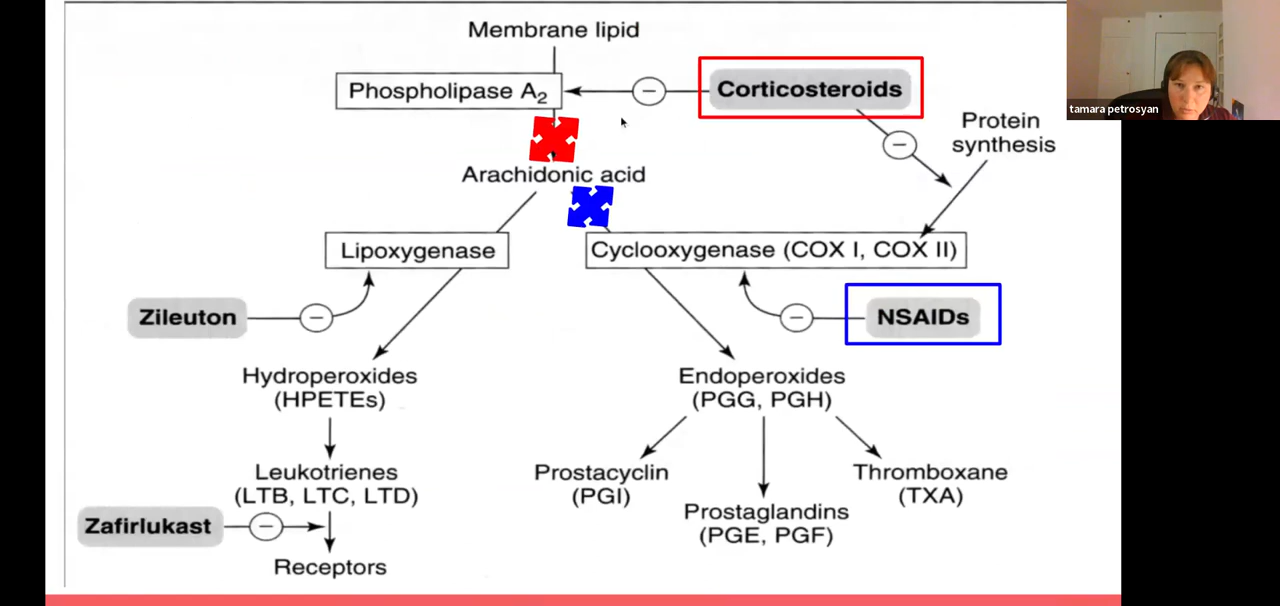 Membrane lipid
Phospholipase A₂
−
Corticosteroids
tamara petrosyan
Protein
synthesis
−
Arachidonic acid
Lipoxygenase
Cyclooxygenase (COX I, COX II)
Zileuton
−
−
NSAIDs
Hydroperoxides
(HPETEs)
Endoperoxides
(PGG, PGH)
Leukotrienes
(LTB, LTC, LTD)
Prostacyclin
(PGI)
Prostaglandins
(PGE, PGF)
Thromboxane
(TXA)
Zafirlukast
−
Receptors